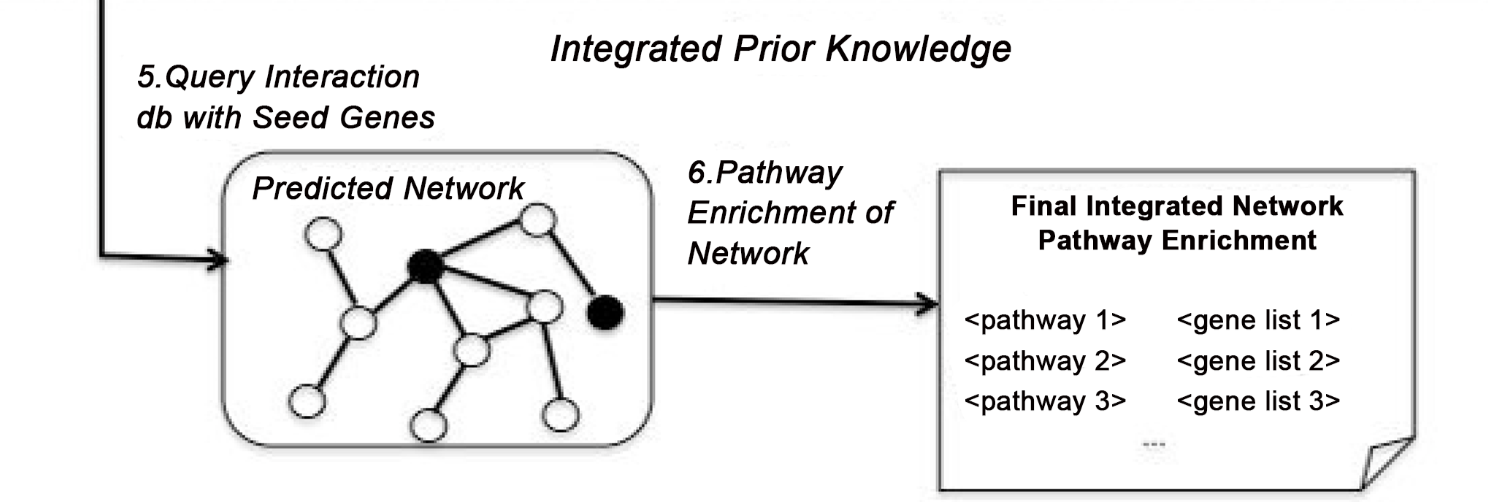 Integrated Prior Knowledge
5.Query Interaction
db with Seed Genes
Predicted Network
6.Pathway
Enrichment of
Network
Final Integrated Network
Pathway Enrichment
<pathway 1> <gene list 1>
<pathway 2> <gene list 2>
<pathway 3> <gene list 3>
---